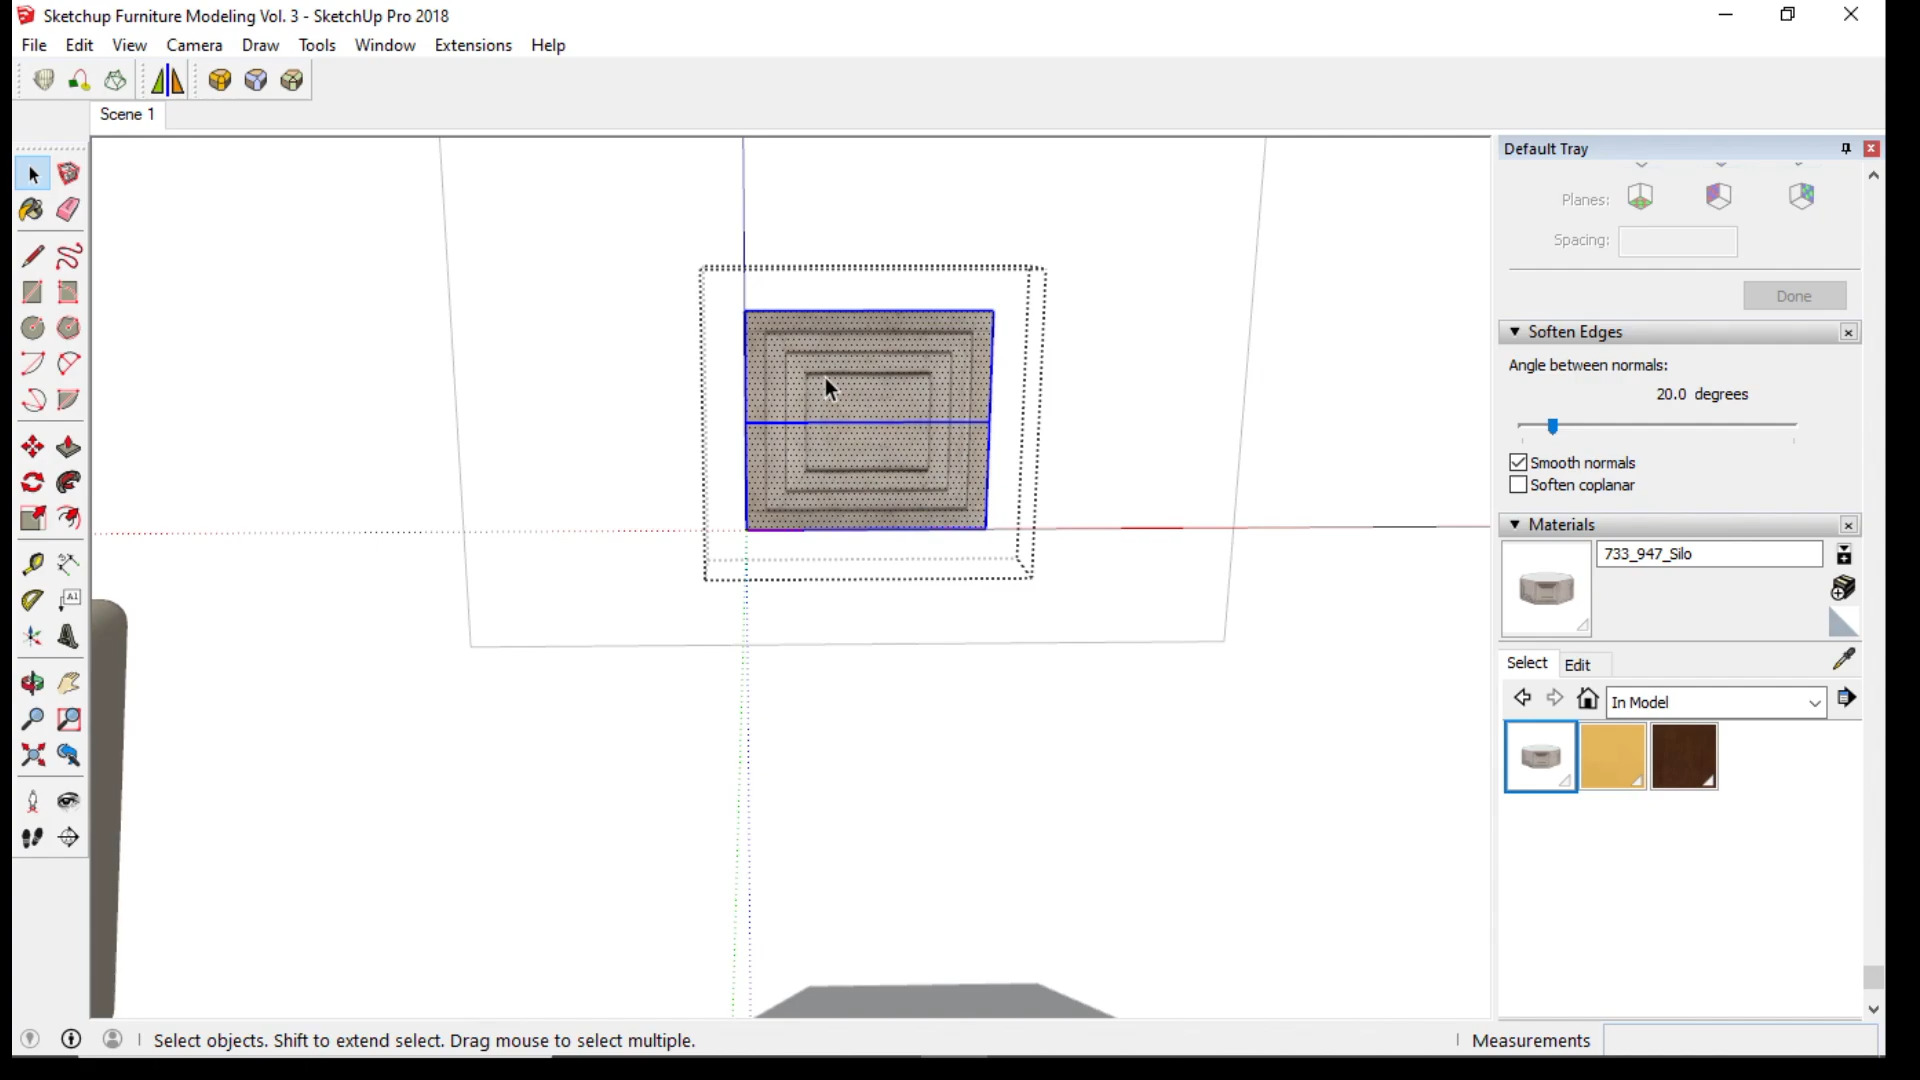 Sketchup Furniture Modeling Vol. 3 - SketchUp Pro 2018
File Edit View Camera Draw Tools Window Extensions Help
Scene 1
Default Tray
Planes:
Spacing:
Done
Soften Edges
Angle between normals:
20.0 degrees
Smooth normals
Soften coplanar
Materials
733_947_Silo
Select Edit
In Model
A1
Select objects. Shift to extend select. Drag mouse to select multiple.
Measurements